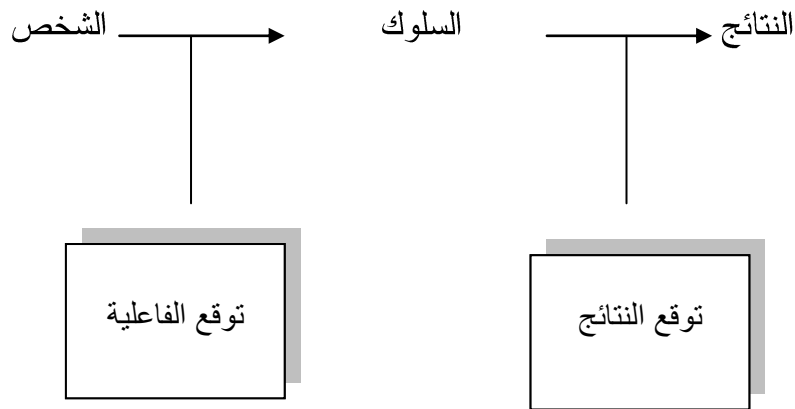 الشخص
السلوك
النتائج
توقع الفاعلية
توقع النتائج